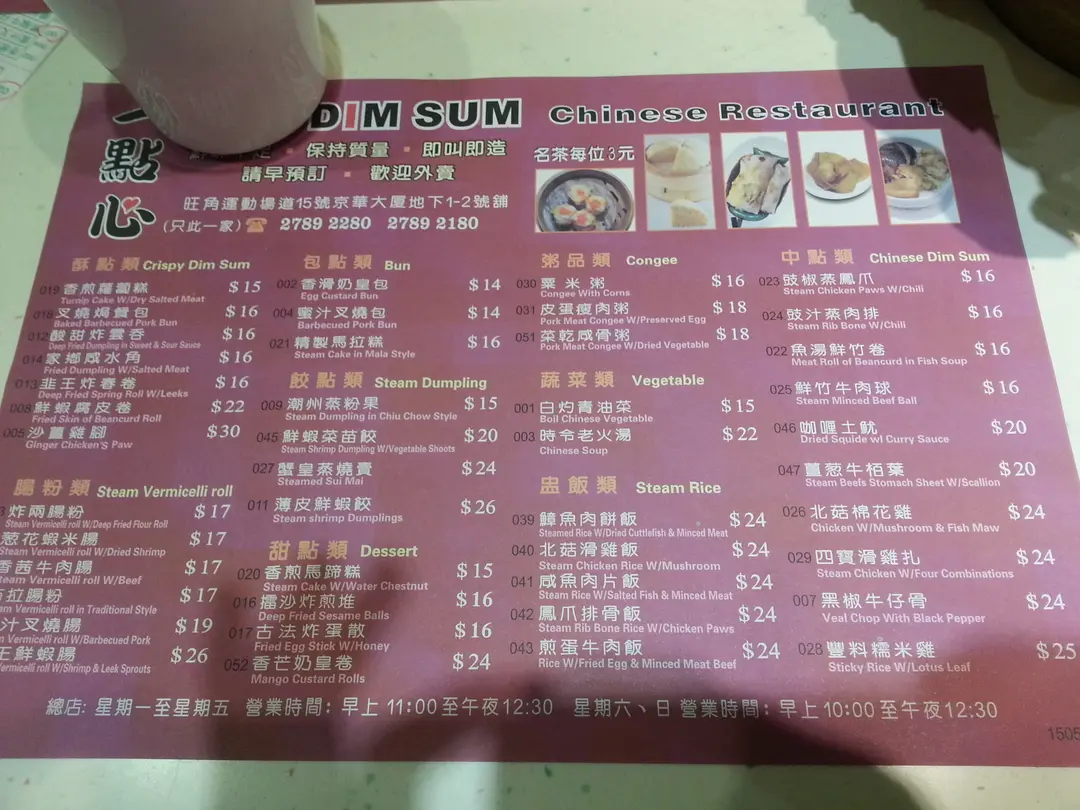 一點心
DIM SUM Chinese Restaurant
保持質量 ▪ 即叫即造
請早預訂 ▪ 歡迎外賣
名茶每位3元
旺角運動場道15號京華大厦地下1-2號舖
(只此一家) ☎ 2789 2280 2789 2180
酥點類 Crispy Dim Sum
019 香煎蘿蔔糕 $15
Turnip Cake W/Dry Salted Meat
018 叉燒焗餐包 $16
Baked Barbecued Pork Bun
012 酸甜炸雲吞 $16
Deep Fried Dumpling in Sweet & Sour Sauce
014 家鄉咸水角 $16
Fried Dumpling W/Salted Meat
013 韭王炸春卷 $16
Deep Fried Spring Roll W/Leeks
008 鮮蝦腐皮卷 $22
Fried Skin of Beancurd Roll
005 沙薑雞腳 $30
Ginger Chicken'S Paw
腸粉類 Steam Vermicelli roll
炸兩腸粉 $17
Steam Vermicelli roll W/Deep Fried Flour Roll
葱花蝦米腸 $17
Steam Vermicelli roll W/Dried Shrimp
香茜牛肉腸 $17
Steam Vermicelli roll W/Beef
拉腸粉 $17
Vermicelli roll in Traditional Style
汁叉燒腸 $19
Vermicelli roll W/Barbecued Pork
王鮮蝦腸 $26
Vermicelli roll W/Shrimp & Leek Sprouts
包點類 Bun
002 香滑奶皇包 $14
Egg Custard Bun
004 蜜汁叉燒包 $14
Barbecued Pork Bun
021 精製馬拉糕 $16
Steam Cake in Mala Style
餃點類 Steam Dumpling
009 潮州蒸粉果 $15
Steam Dumpling in Chiu Chow Style
045 鮮蝦菜苗餃 $20
Steam Shrimp Dumpling W/Vegetable Shoots
027 蟹皇蒸燒賣 $24
Steamed Sui Mai
011 薄皮鮮蝦餃 $26
Steam shrimp Dumplings
甜點類 Dessert
020 香煎馬蹄糕 $15
Steam Cake W/Water Chestnut
016 擂沙炸煎堆 $16
Deep Fried Sesame Balls
017 古法炸蛋散 $16
Fried Egg Stick W/Honey
052 香芒奶皇卷 $24
Mango Custard Rolls
粥品類 Congee
030 粟米粥 $16
Congee With Corns
031 皮蛋瘦肉粥 $18
Pork Meat Congee W/Preserved Egg
051 菜乾咸骨粥 $18
Pork Meat Congee W/Dried Vegetable
蔬菜類 Vegetable
001 白灼青油菜 $15
Boil Chinese Vegetable
003 時令老火湯 $22
Chinese Soup
盅飯類 Steam Rice
039 鱆魚肉餅飯 $24
Steamed Rice W/Dried Cuttlefish & Minced Meat
040 北菇滑雞飯 $24
Steam Chicken Rice W/Mushroom
041 咸魚肉片飯 $24
Steam Rice W/Salted Fish & Minced Meat
042 鳳爪排骨飯 $24
Steam Rib Bone Rice W/Chicken Paws
043 煎蛋牛肉飯 $24
Rice W/Fried Egg & Minced Meat Beef
中點類 Chinese Dim Sum
023 豉椒蒸鳳爪 $16
Steam Chicken Paws W/Chili
024 豉汁蒸肉排 $16
Steam Rib Bone W/Chili
022 魚湯鮮竹卷 $16
Meat Roll of Beancurd in Fish Soup
025 鮮竹牛肉球 $16
Steam Minced Beef Ball
046 咖喱土魷 $20
Dried Squide w/ Curry Sauce
047 薑葱牛栢葉 $20
Steam Beefs Stomach Sheet W/Scallion
026 北菇棉花雞 $24
Chicken W/Mushroom & Fish Maw
029 四寶滑雞扎 $24
Steam Chicken W/Four Combinations
007 黑椒牛仔骨 $24
Veal Chop With Black Pepper
028 豐料糯米雞 $25
Sticky Rice W/Lotus Leaf
總店: 星期一至星期五 營業時間: 早上 11:00 至午夜12:30 星期六、日 營業時間: 早上 10:00 至午夜12:30
1505